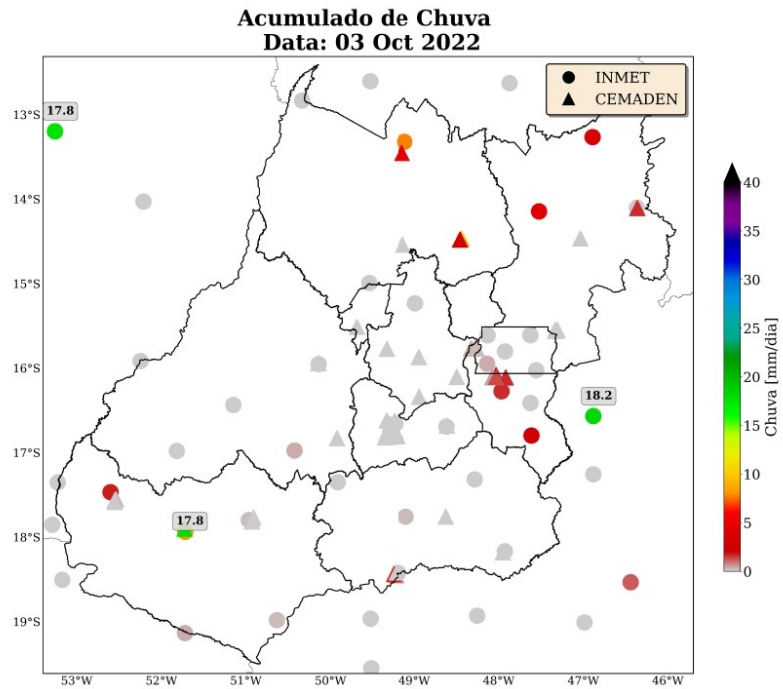 Acumulado de Chuva
Data: 03 Oct 2022
INMET
CEMADEN
17.8
18.2
17.8
13°S
14°S
15°S
16°S
17°S
18°S
19°S
53°W
52°W
51°W
50°W
49°W
48°W
47°W
46°W
40
35
30
25
20
15
10
5
0
Chuva [mm/dia]